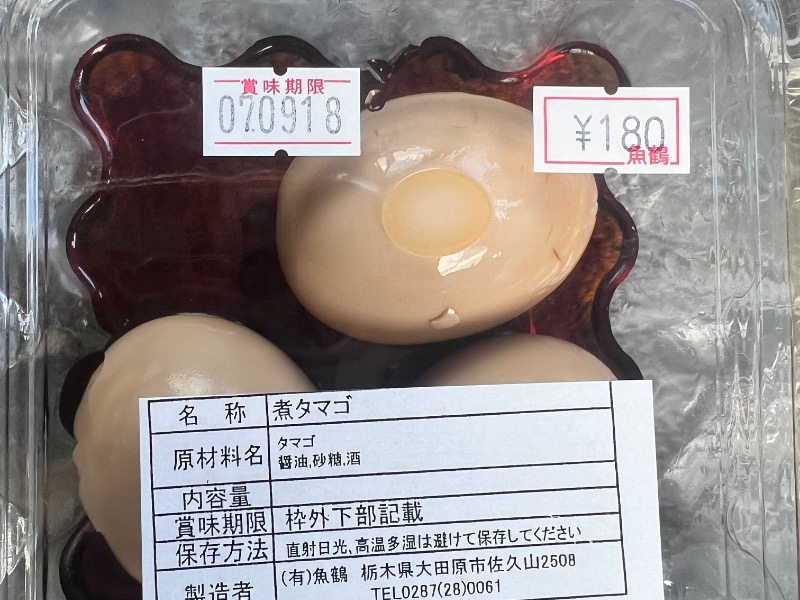 賞味期限
07.0918
¥180
魚鶴
名称 煮タマゴ
原材料名 タマゴ
醤油,砂糖,酒
内容量
賞味期限 枠外下部記載
保存方法 直射日光,高温多湿は避けて保存してください
製造者 (有)魚鶴 栃木県大田原市佐久山2508
TEL0287(28)0061